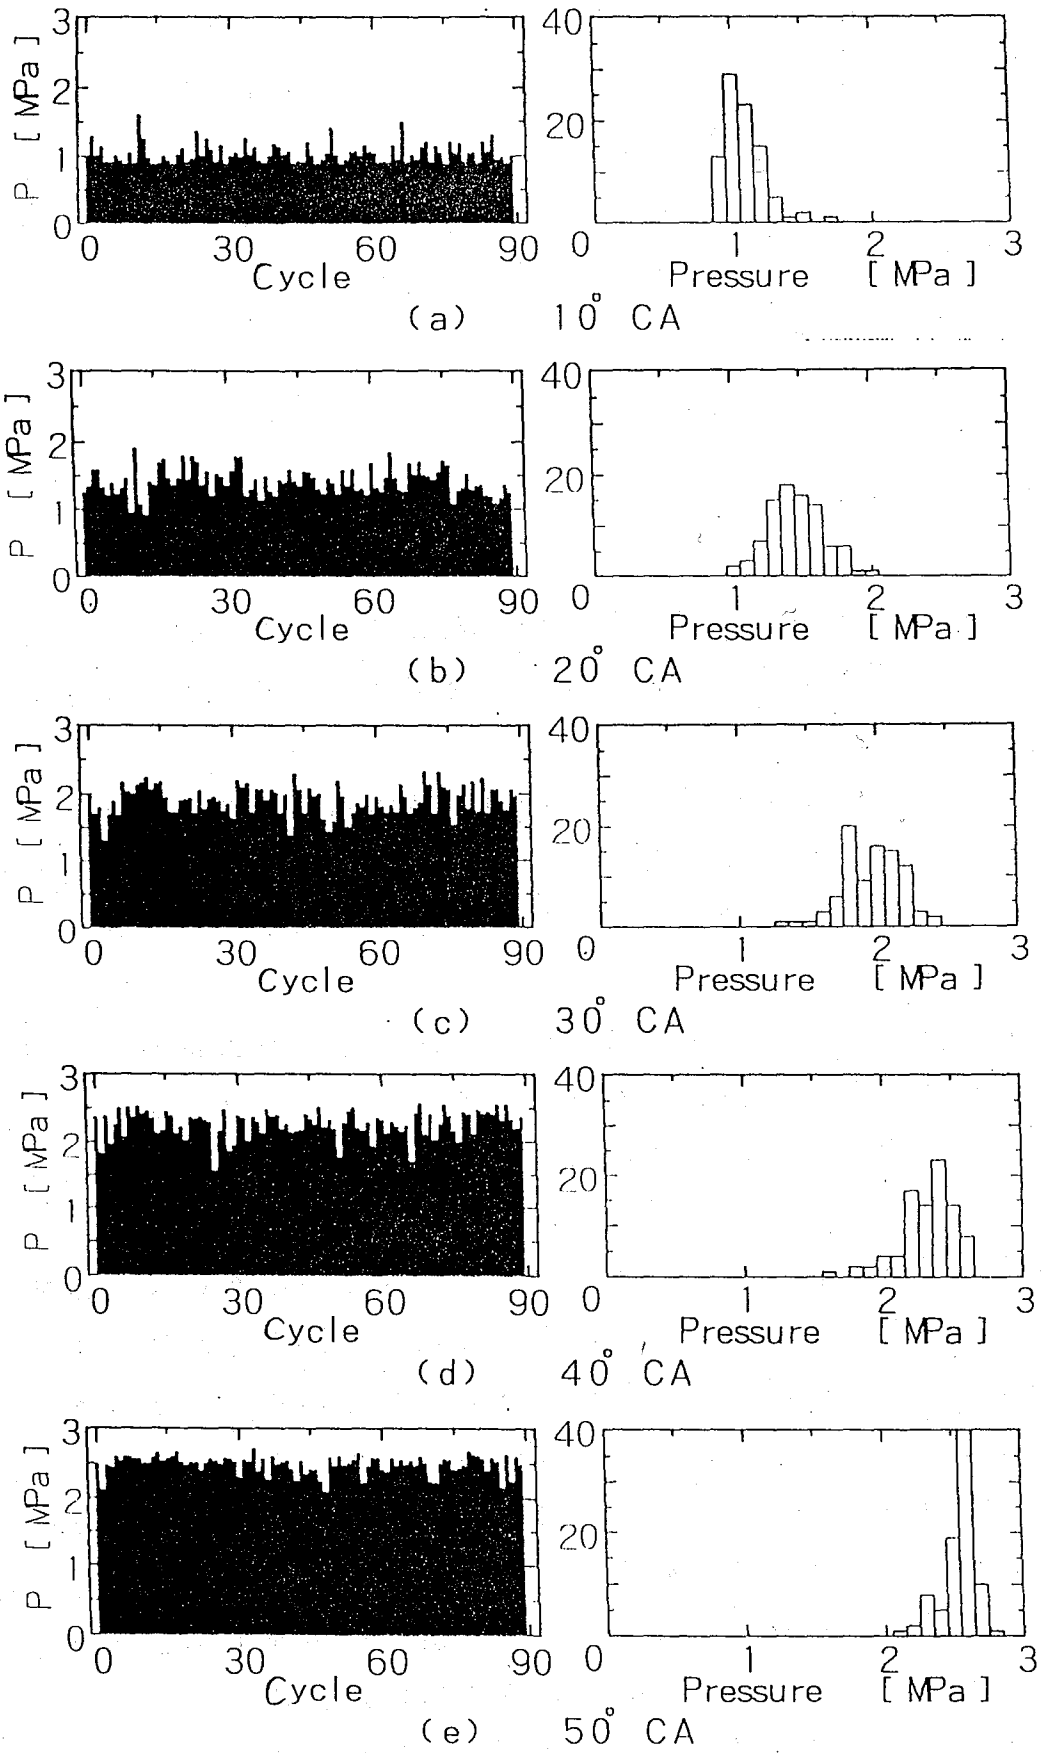 3 40
P [MPa] 2
1 20
0
0 30 60 90 0 1 2 3
Cycle Pressure [MPa]
(a) 10° CA
3 40
P [MPa] 2
1 20
0
0 30 60 90 0 1 2 3
Cycle Pressure [MPa]
(b) 20° CA
3 40
P [MPa] 2
1 20
0
0 30 60 90 0 1 2 3
Cycle Pressure [MPa]
(c) 30° CA
3 40
P [MPa] 2
1 20
0
0 30 60 90 0 1 2 3
Cycle Pressure [MPa]
(d) 40° CA
3 40
P [MPa] 2
1 20
0
0 30 60 90 0 1 2 3
Cycle Pressure [MPa]
(e) 50° CA